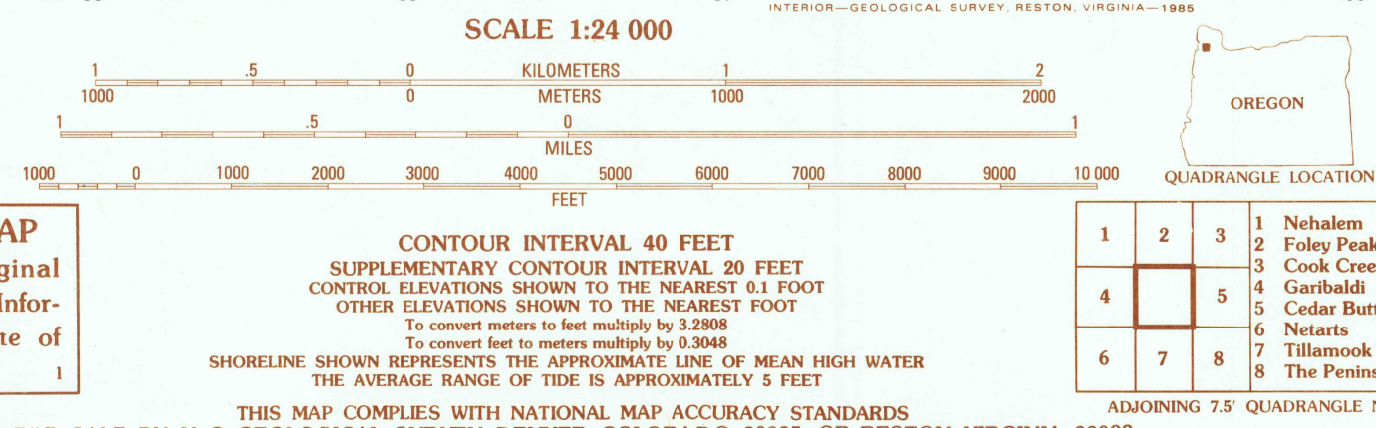 INTERIOR—GEOLOGICAL SURVEY, RESTON, VIRGINIA—1985
SCALE 1:24 000
1 .5 0 KILOMETERS 1 2
1000 0 METERS 1000 2000
1 .5 0 1
MILES
1000 0 1000 2000 3000 4000 5000 6000 7000 8000 9000 10 000
FEET
OREGON
QUADRANGLE LOCATION
AP
ginal
Infor-
te of
1
CONTOUR INTERVAL 40 FEET
SUPPLEMENTARY CONTOUR INTERVAL 20 FEET
CONTROL ELEVATIONS SHOWN TO THE NEAREST 0.1 FOOT
OTHER ELEVATIONS SHOWN TO THE NEAREST FOOT
To convert meters to feet multiply by 3.2808
To convert feet to meters multiply by 0.3048
SHORELINE SHOWN REPRESENTS THE APPROXIMATE LINE OF MEAN HIGH WATER
THE AVERAGE RANGE OF TIDE IS APPROXIMATELY 5 FEET
THIS MAP COMPLIES WITH NATIONAL MAP ACCURACY STANDARDS
1 2 3
4 5
6 7 8
1 Nehalem
2 Foley Peak
3 Cook Cree
4 Garibaldi
5 Cedar Butt
6 Netarts
7 Tillamook
8 The Penins
ADJOINING 7.5' QUADRANGLE N